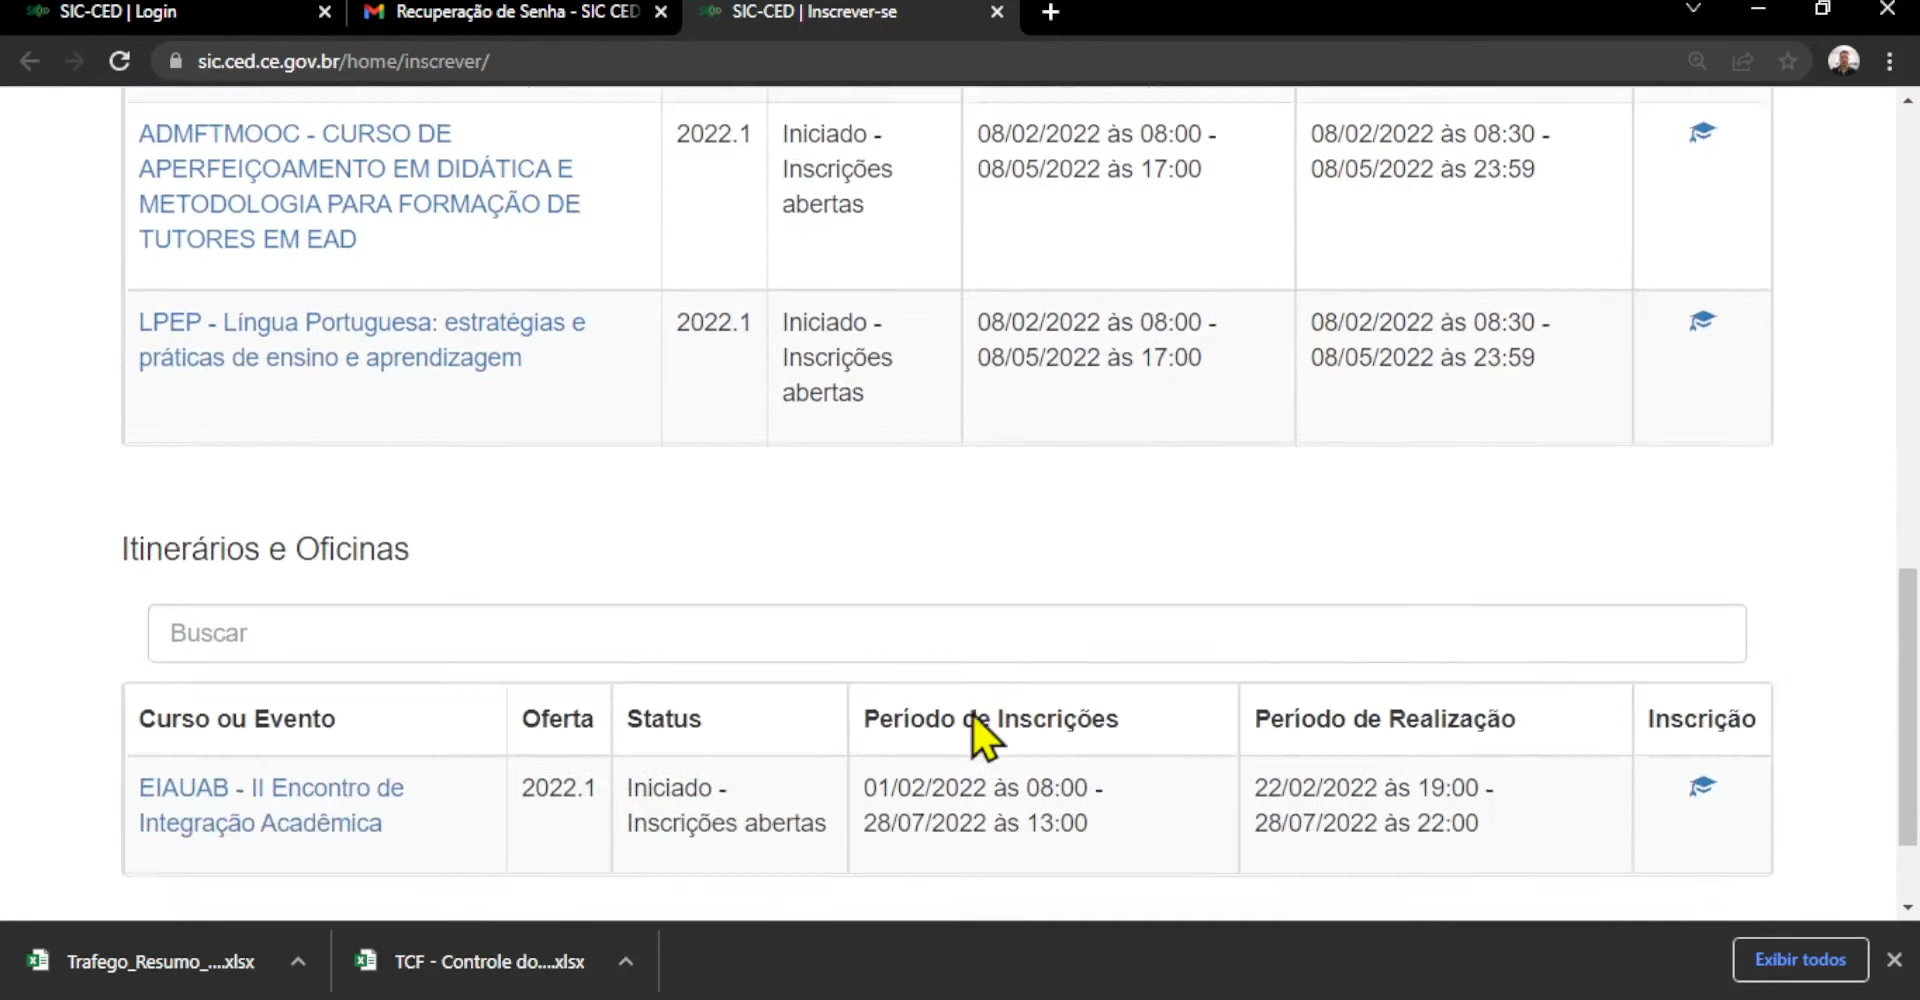 SIC-CED | Login
Recuperação de Senha - SIC CED
SIC-CED | Inscrever-se
sic.ced.ce.gov.br/home/inscrever/
ADMFTMOOC - CURSO DE
APERFEIÇOAMENTO EM DIDÁTICA E
METODOLOGIA PARA FORMAÇÃO DE
TUTORES EM EAD
2022.1
Iniciado -
Inscrições
abertas
08/02/2022 às 08:00 -
08/05/2022 às 17:00
08/02/2022 às 08:30 -
08/05/2022 às 23:59
LPEP - Língua Portuguesa: estratégias e
práticas de ensino e aprendizagem
2022.1
Iniciado -
Inscrições
abertas
08/02/2022 às 08:00 -
08/05/2022 às 17:00
08/02/2022 às 08:30 -
08/05/2022 às 23:59
Itinerários e Oficinas
Buscar
Curso ou Evento
Oferta
Status
Período de Inscrições
Período de Realização
Inscrição
EIAUAB - II Encontro de
Integração Acadêmica
2022.1
Iniciado -
Inscrições abertas
01/02/2022 às 08:00 -
28/07/2022 às 13:00
22/02/2022 às 19:00 -
28/07/2022 às 22:00
Trafego_Resumo_....xlsx
TCF - Controle do....xlsx
Exibir todos